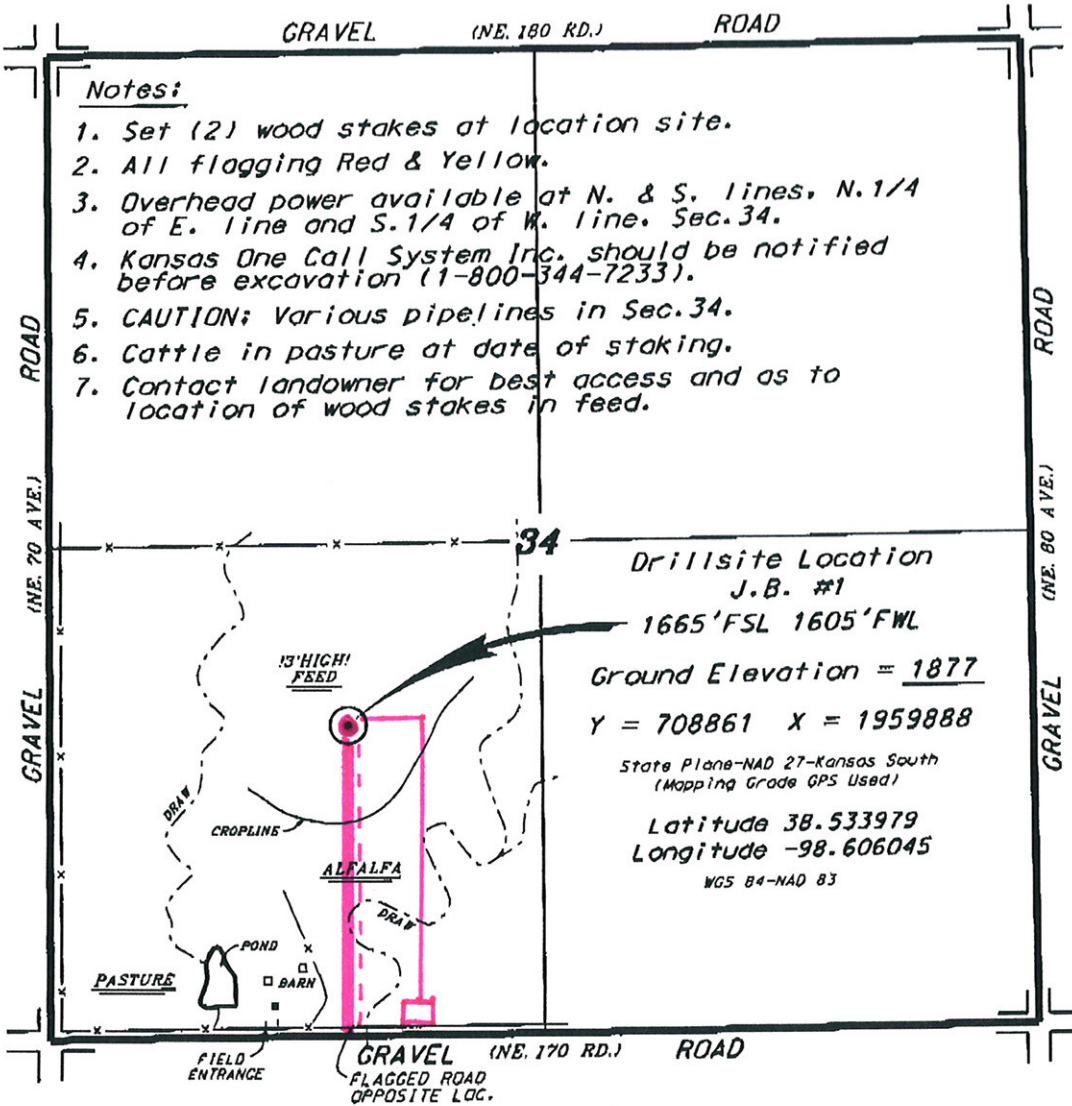 GRAVEL (NE. 180 RD.) ROAD
Notes:
1. Set (2) wood stakes at location site.
2. All flagging Red & Yellow.
3. Overhead power available at N. & S. lines, N.1/4
of E. line and S.1/4 of W. line. Sec.34.
4. Kansas One Call System Inc. should be notified
before excavation (1-800-344-7233).
5. CAUTION: Various pipelines in Sec.34.
6. Cattle in pasture at date of staking.
7. Contact landowner for best access and as to
location of wood stakes in feed.
GRAVEL (NE. 70 AVE.) ROAD
GRAVEL (NE. 80 AVE.) ROAD
34
Drillsite Location
J.B. #1
1665'FSL 1605'FWL
Ground Elevation = 1877
Y = 708861 X = 1959888
State Plane-NAD 27-Kansas South
(Mapping Grade GPS Used)
Latitude 38.533979
Longitude -98.606045
WGS 84-NAD 83
!3'HIGH!
FEED
DRAW
CROPLINE
ALFALFA
DRAW
POND
PASTURE
BARN
FIELD
ENTRANCE
GRAVEL (NE. 170 RD.) ROAD
FLAGGED ROAD
OPPOSITE LOC.